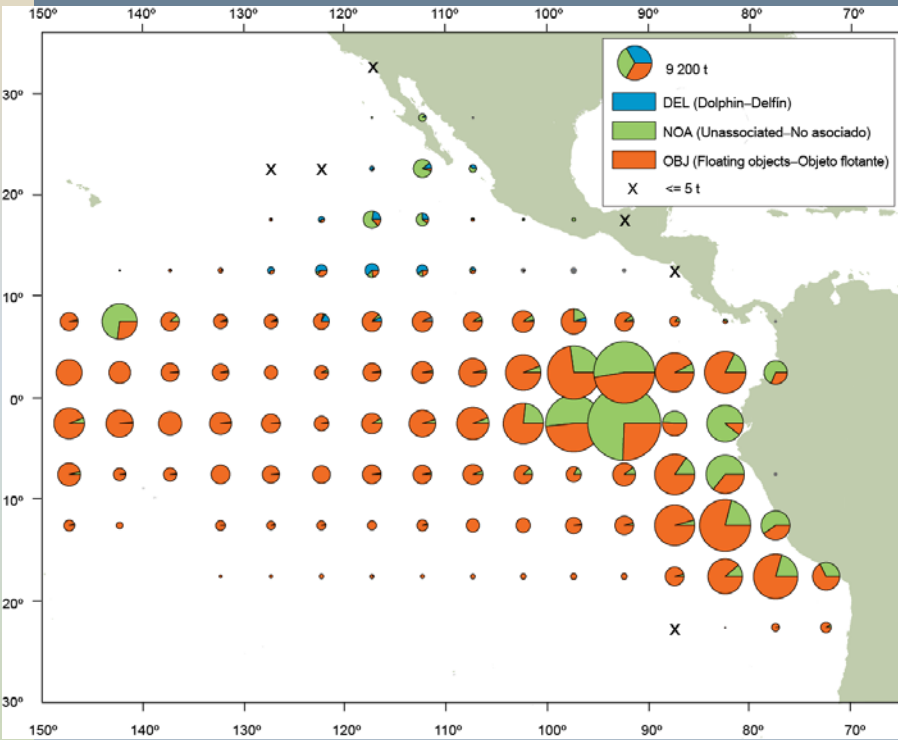 150º 140º 130º 120º 110º 100º 90º 80º 70º
9 200 t
DEL (Dolphin–Delfín)
NOA (Unassociated–No asociado)
OBJ (Floating objects–Objeto flotante)
X <= 5 t
X
30º
X X
20º
X
X
10º
0º
10º
20º
X
30º
150º 140º 130º 120º 110º 100º 90º 80º 70º